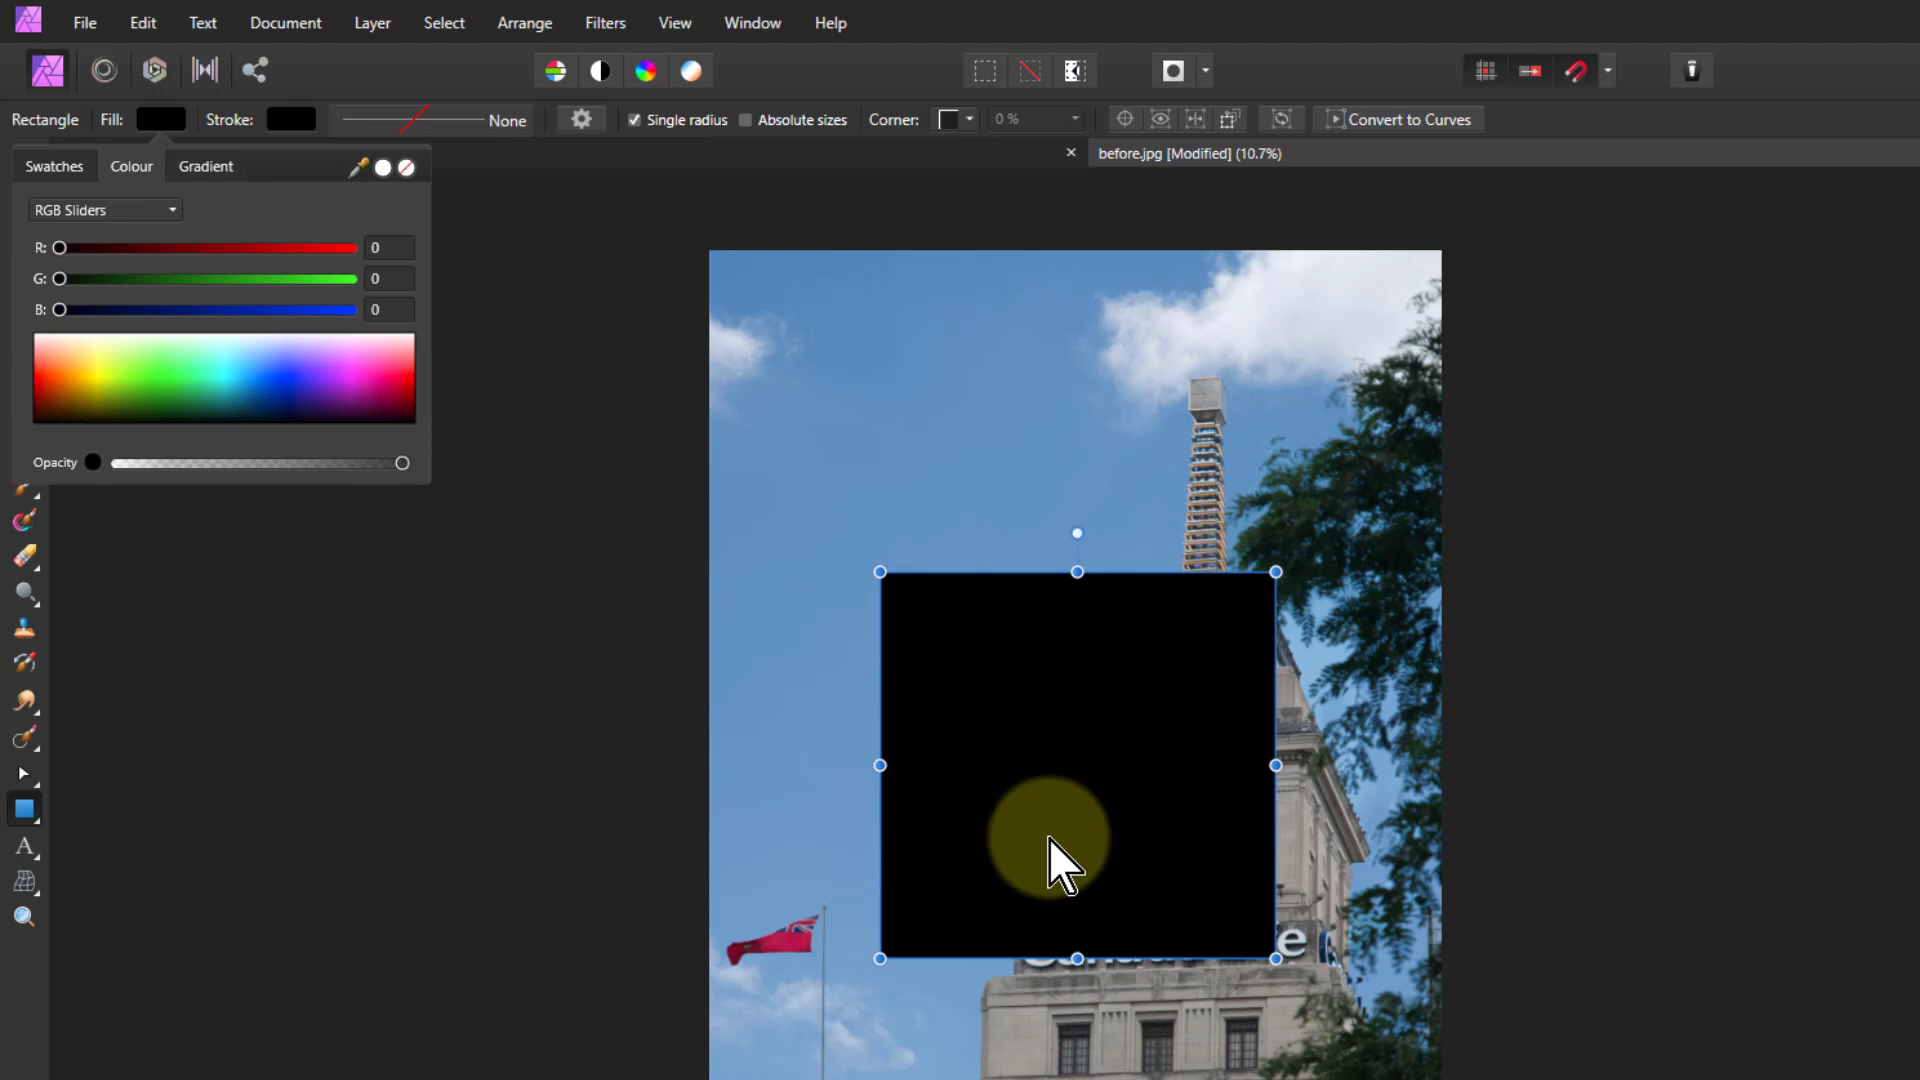 File Edit Text Document Layer Select Arrange Filters View Window Help
Rectangle Fill: Stroke: None Single radius Absolute sizes Corner: 0 % Convert to Curves
before.jpg [Modified] (10.7%)
Swatches Colour Gradient
RGB Sliders
R: 0
G: 0
B: 0
Opacity
e